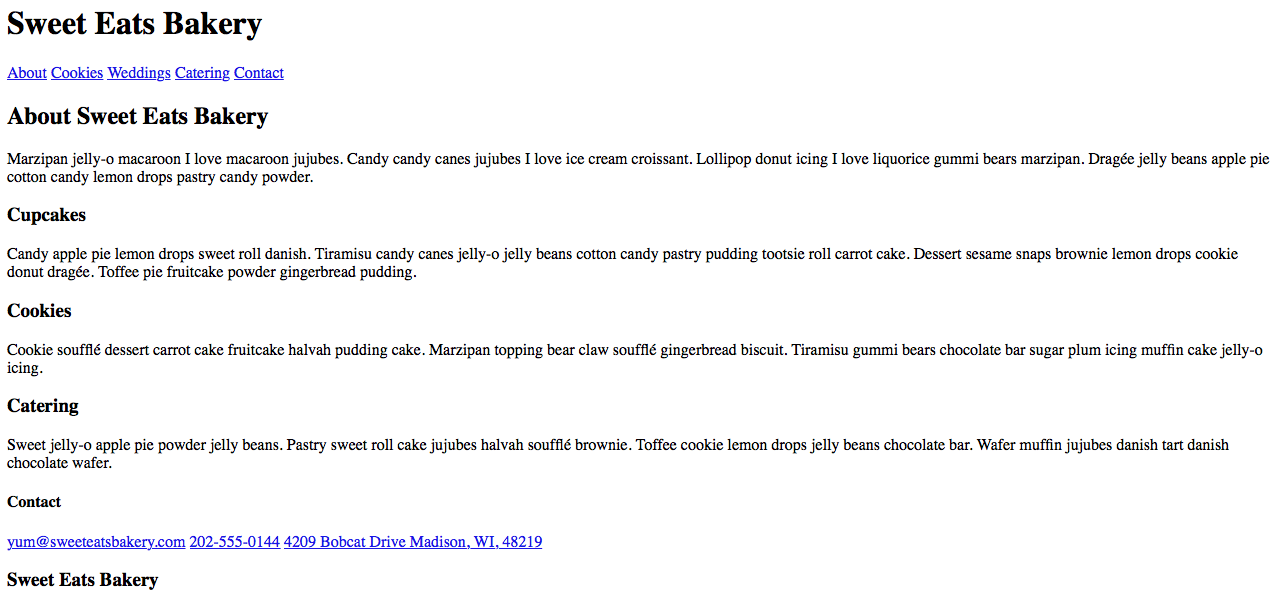 Sweet Eats Bakery
About Cookies Weddings Catering Contact
About Sweet Eats Bakery
Marzipan jelly-o macaroon I love macaroon jujubes. Candy candy canes jujubes I love ice cream croissant. Lollipop donut icing I love liquorice gummi bears marzipan. Dragée jelly beans apple pie
cotton candy lemon drops pastry candy powder.
Cupcakes
Candy apple pie lemon drops sweet roll danish. Tiramisu candy canes jelly-o jelly beans cotton candy pastry pudding tootsie roll carrot cake. Dessert sesame snaps brownie lemon drops cookie
donut dragée. Toffee pie fruitcake powder gingerbread pudding.
Cookies
Cookie soufflé dessert carrot cake fruitcake halvah pudding cake. Marzipan topping bear claw soufflé gingerbread biscuit. Tiramisu gummi bears chocolate bar sugar plum icing muffin cake jelly-o
icing.
Catering
Sweet jelly-o apple pie powder jelly beans. Pastry sweet roll cake jujubes halvah soufflé brownie. Toffee cookie lemon drops jelly beans chocolate bar. Wafer muffin jujubes danish tart danish
chocolate wafer.
Contact
yum@sweeteatsbakery.com 202-555-0144 4209 Bobcat Drive Madison, WI, 48219
Sweet Eats Bakery